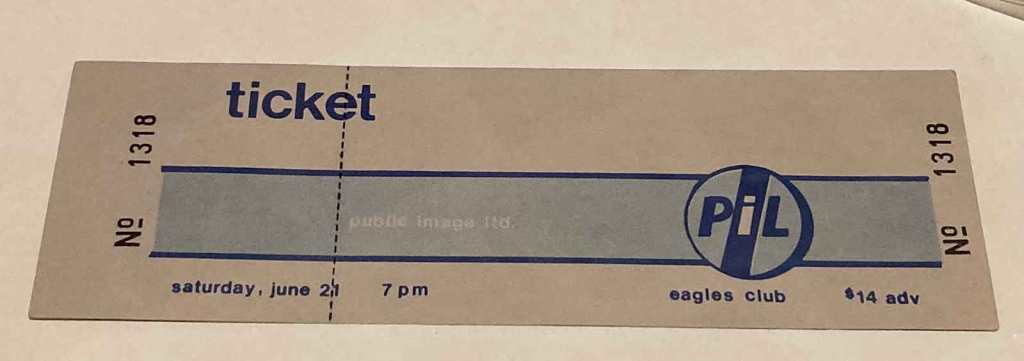 ticket
Nº 1318
public image ltd.
PiL
Nº 1318
saturday, june 21 7 pm
eagles club $14 adv